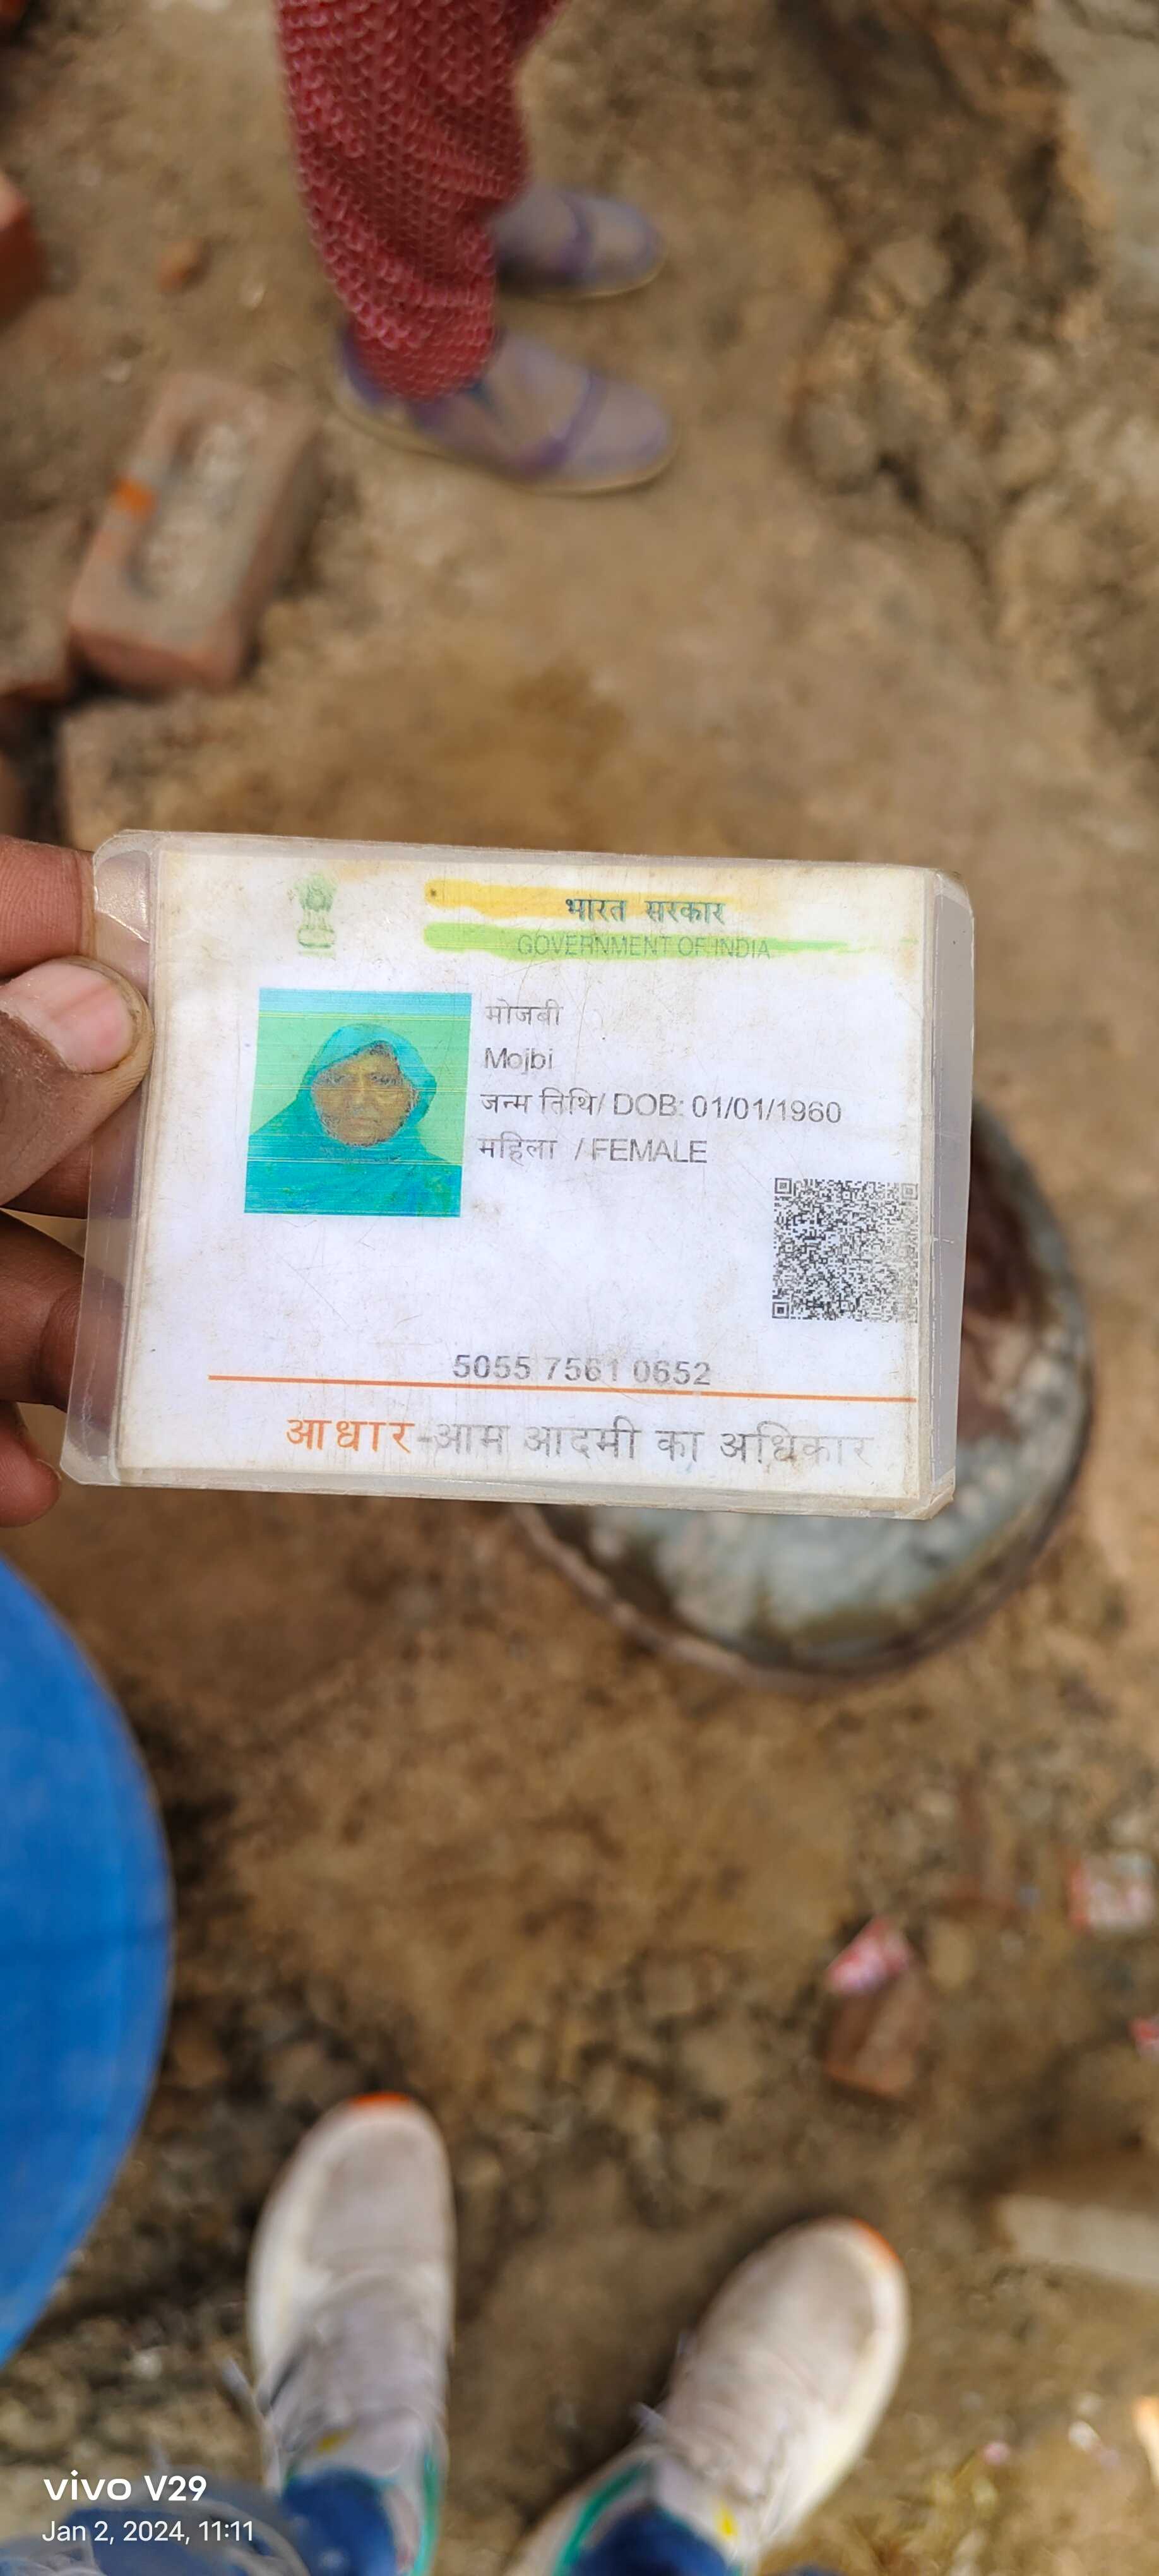 भारत सरकार
GOVERNMENT OF INDIA
मोजबी
Mojbi
जन्म तिथि/ DOB: 01/01/1960
महिला / FEMALE
5055 7561 0652
आधार-आम आदमी का अधिकार
vivo V29
Jan 2, 2024, 11:11